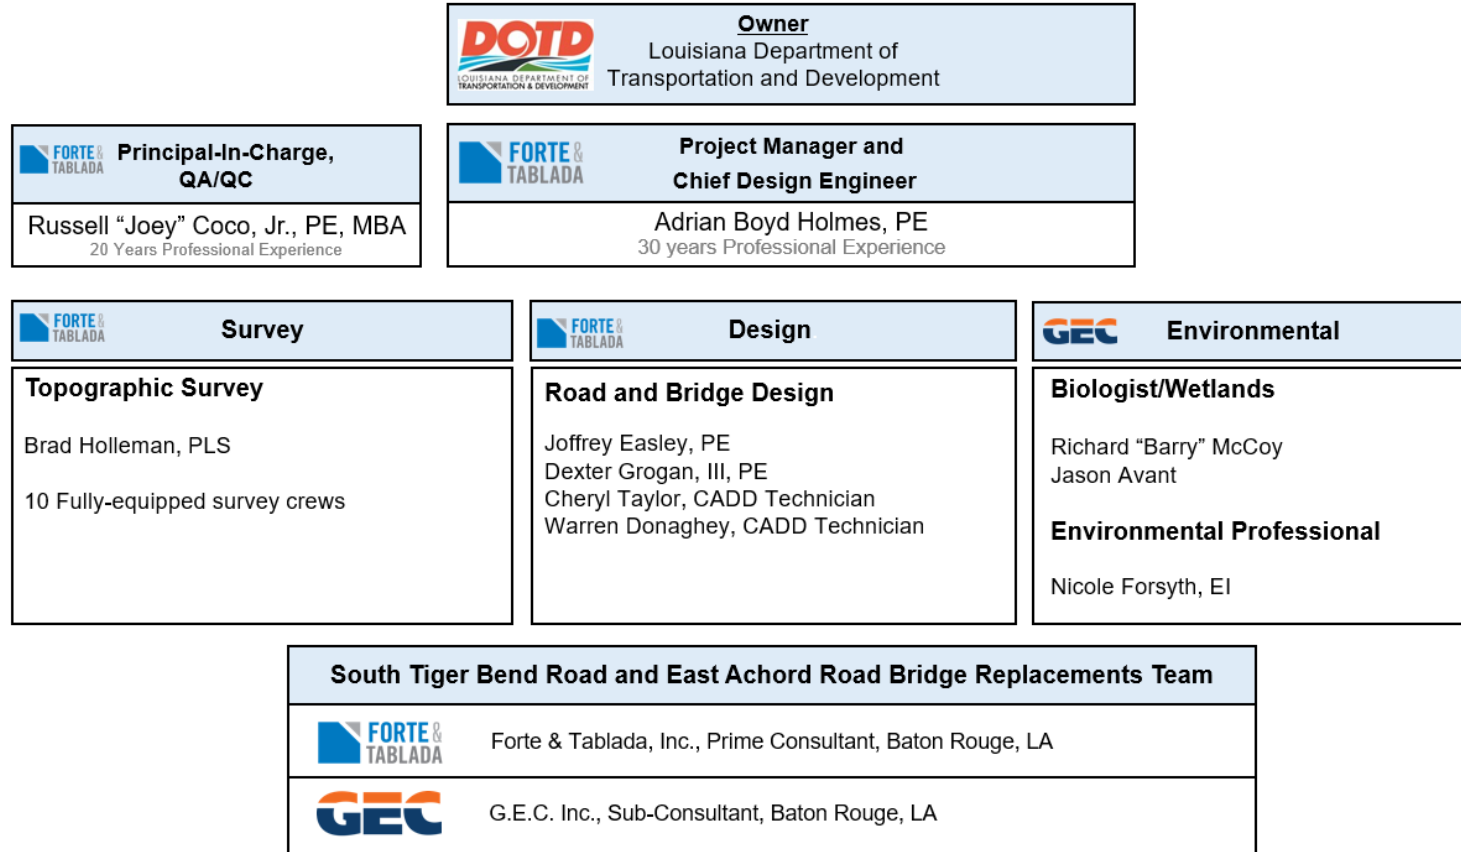 DOTD
LOUISIANA DEPARTMENT OF
TRANSPORTATION & DEVELOPMENT
Owner
Louisiana Department of
Transportation and Development
FORTE &
TABLADA
Principal-In-Charge,
QA/QC
Russell “Joey” Coco, Jr., PE, MBA
20 Years Professional Experience
FORTE &
TABLADA
Project Manager and
Chief Design Engineer
Adrian Boyd Holmes, PE
30 years Professional Experience
FORTE &
TABLADA
Survey
Topographic Survey
Brad Holleman, PLS
10 Fully-equipped survey crews
FORTE &
TABLADA
Design
Road and Bridge Design
Joffrey Easley, PE
Dexter Grogan, III, PE
Cheryl Taylor, CADD Technician
Warren Donaghey, CADD Technician
GEC
Environmental
Biologist/Wetlands
Richard “Barry” McCoy
Jason Avant
Environmental Professional
Nicole Forsyth, EI
South Tiger Bend Road and East Achord Road Bridge Replacements Team
FORTE &
TABLADA
Forte & Tablada, Inc., Prime Consultant, Baton Rouge, LA
GEC
G.E.C. Inc., Sub-Consultant, Baton Rouge, LA